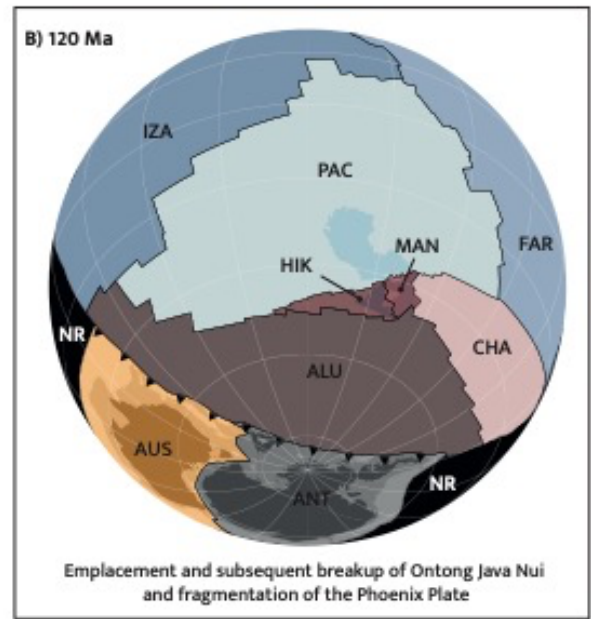 B) 120 Ma
IZA
PAC
FAR
MAN
HIK
NR
CHA
ALU
AUS
NR
ANT
Emplacement and subsequent breakup of Ontong Java Nui
and fragmentation of the Phoenix Plate